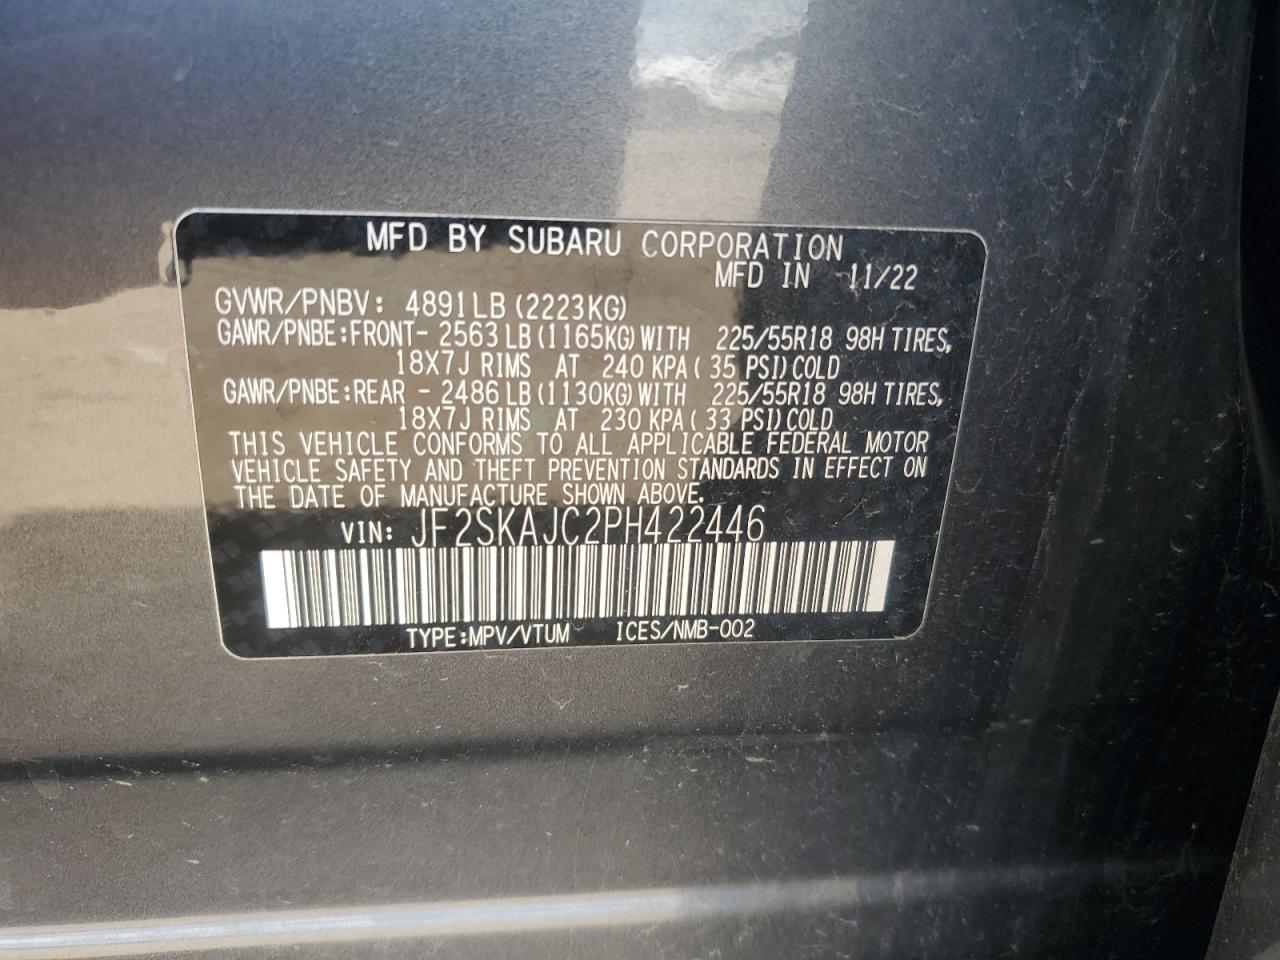 MFD BY SUBARU CORPORATION
MFD IN 11/22
GVWR/PNBV: 4891LB (2223KG)
GAWR/PNBE:FRONT- 2563LB (1165KG) WITH 225/55R18 98H TIRES,
18X7J RIMS AT 240 KPA ( 35 PSI) COLD
GAWR/PNBE:REAR - 2486LB (1130KG) WITH 225/55R18 98H TIRES,
18X7J RIMS AT 230 KPA ( 33 PSI) COLD
THIS VEHICLE CONFORMS TO ALL APPLICABLE FEDERAL MOTOR
VEHICLE SAFETY AND THEFT PREVENTION STANDARDS IN EFFECT ON
THE DATE OF MANUFACTURE SHOWN ABOVE.
VIN: JF2SKAJC2PH422446
TYPE:MPV/VTUM ICES/NMB-002